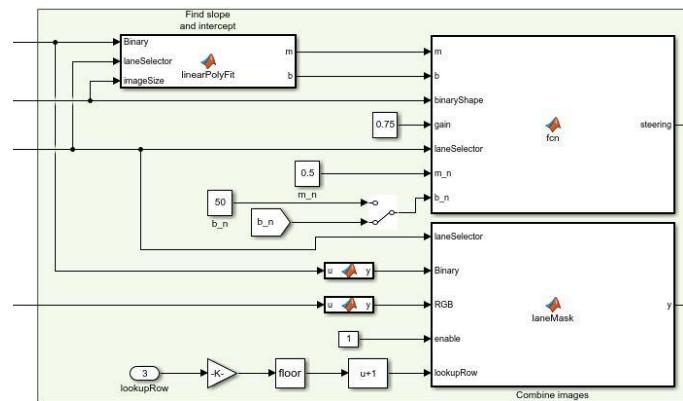 Find slope
and intercept
Binary
laneSelector
imageSize
linearPolyFit
m
b
m
b
binaryShape
gain
laneSelector
m_n
b_n
fcn
steering
0.75
0.5
m_n
50
b_n
b_n
laneSelector
Binary
RGB
enable
lookupRow
laneMask
y
u y
u y
1
3
lookupRow
-K-
floor
u+1
Combine images